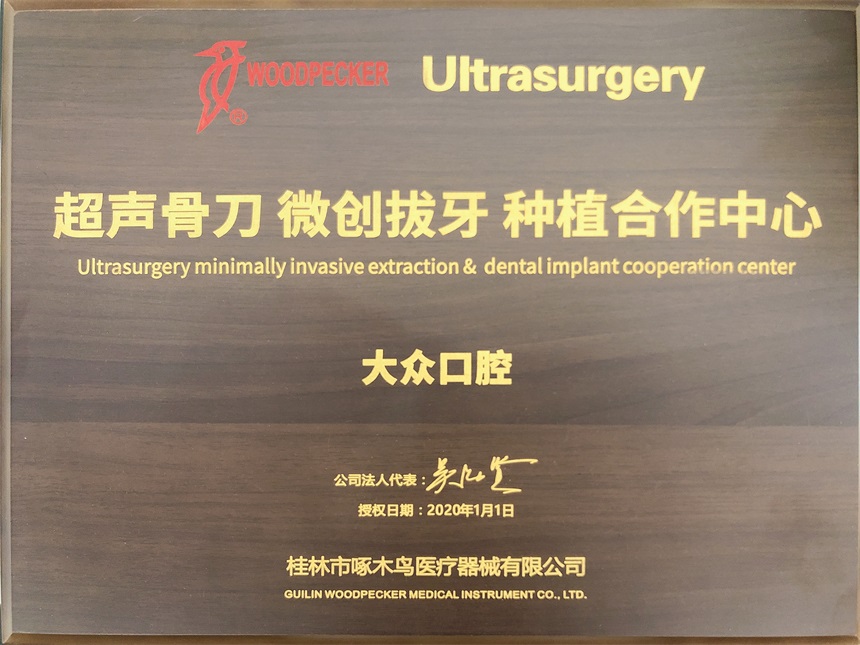 WOODPECKER Ultrasurgery
超声骨刀 微创拔牙 种植合作中心
Ultrasurgery minimally invasive extraction & dental implant cooperation center
大众口腔
公司法人代表：
授权日期：2020年1月1日
桂林市啄木鸟医疗器械有限公司
GUILIN WOODPECKER MEDICAL INSTRUMENT CO., LTD.